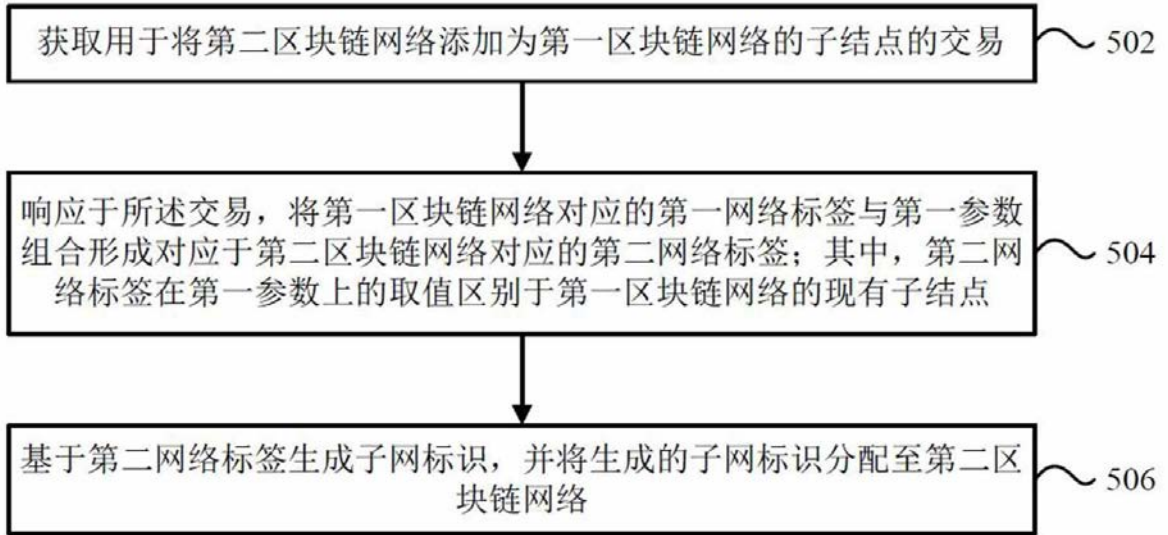 获取用于将第二区块链网络添加为第一区块链网络的子结点的交易
502
响应于所述交易，将第一区块链网络对应的第一网络标签与第一参数
组合形成对应于第二区块链网络对应的第二网络标签；其中，第二网
络标签在第一参数上的取值区别于第一区块链网络的现有子结点
504
基于第二网络标签生成子网标识，并将生成的子网标识分配至第二区
块链网络
506